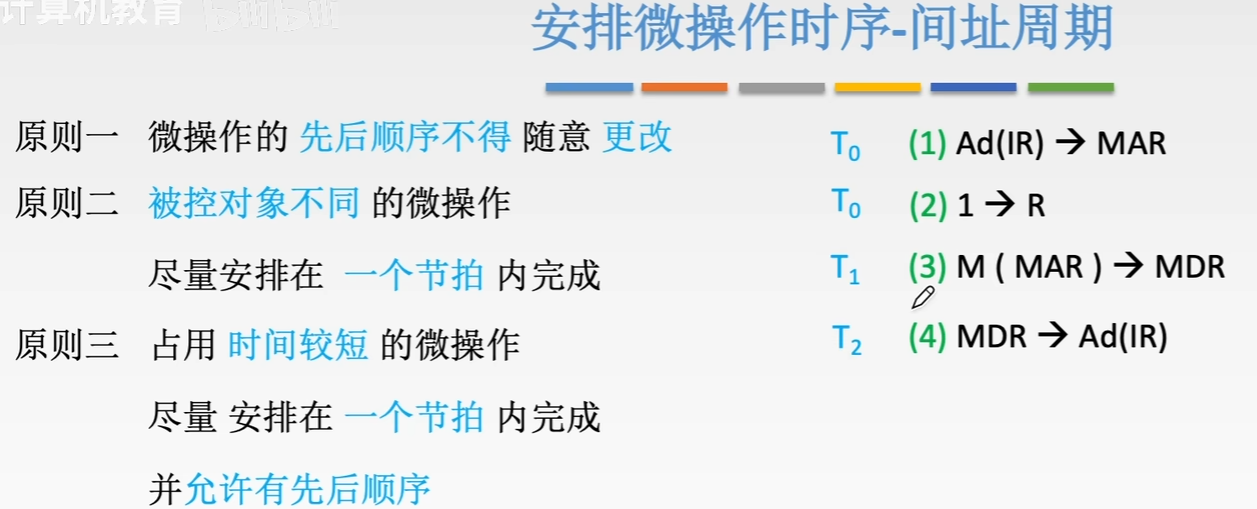 计算机教育
安排微操作时序-间址周期
原则一 微操作的 先后顺序不得 随意 更改
原则二 被控对象不同 的微操作
尽量安排在 一个节拍 内完成
原则三 占用 时间较短 的微操作
尽量 安排在 一个节拍 内完成
并允许有先后顺序
T0 (1) Ad(IR) → MAR
T0 (2) 1 → R
T1 (3) M ( MAR ) → MDR
T2 (4) MDR → Ad(IR)